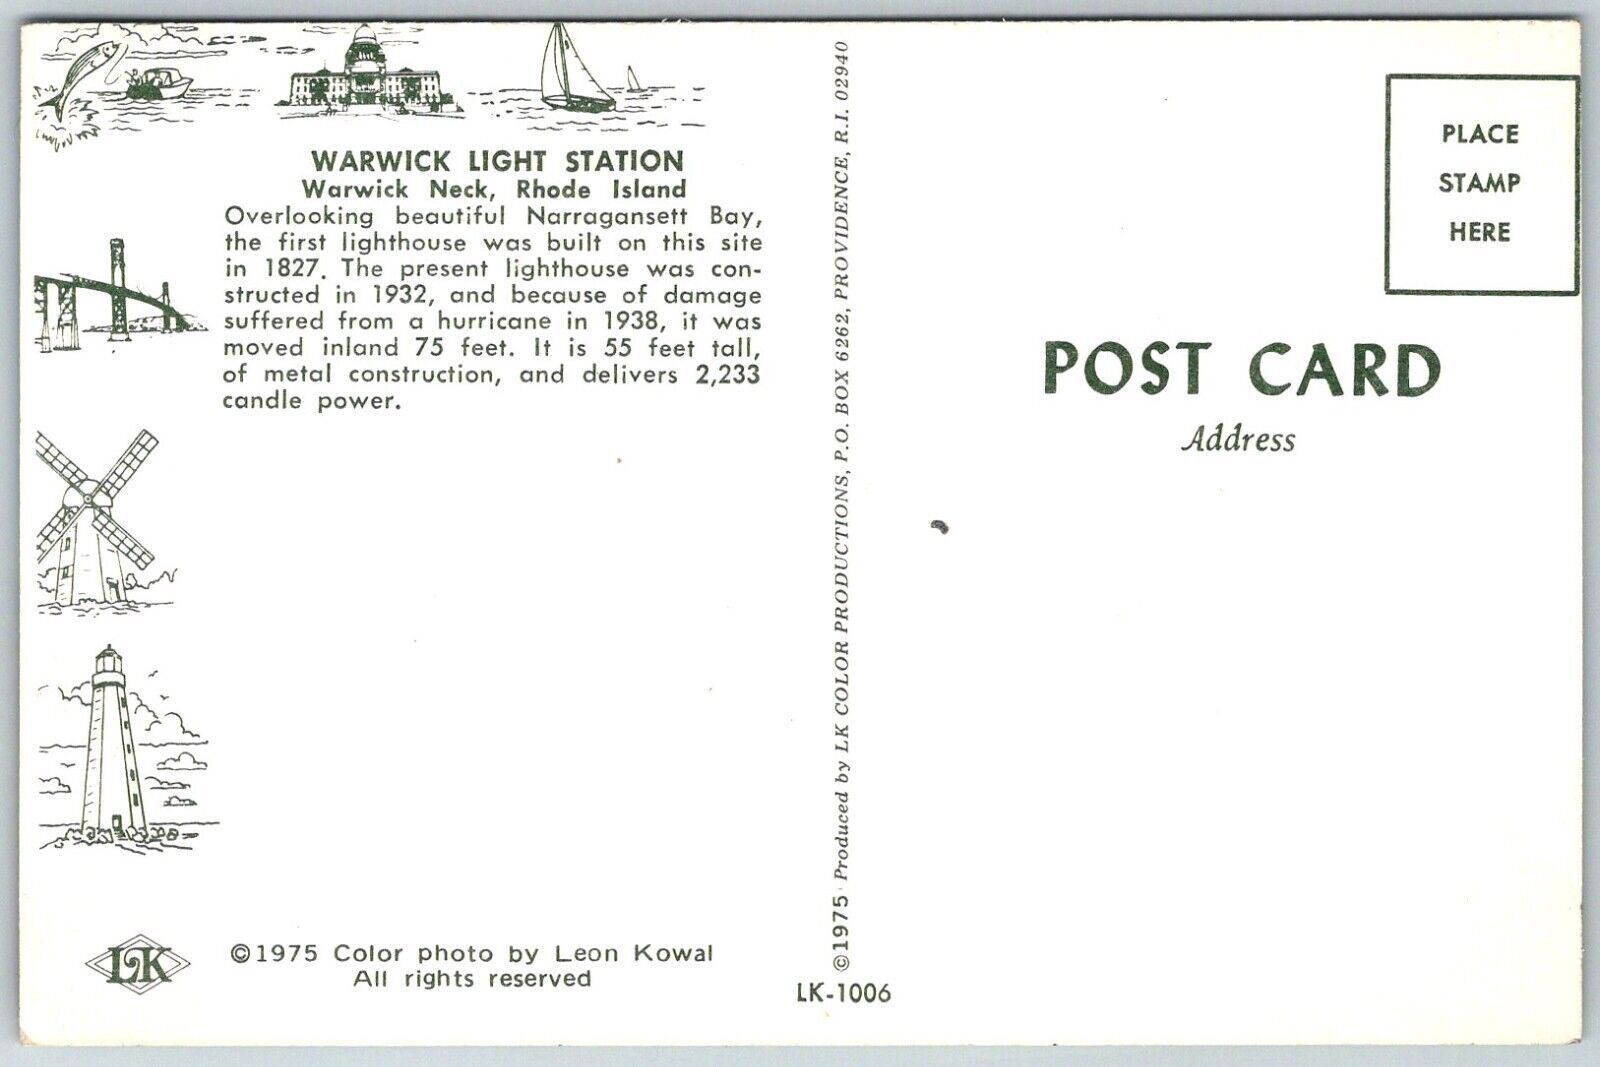 WARWICK LIGHT STATION
Warwick Neck, Rhode Island
Overlooking beautiful Narragansett Bay,
the first lighthouse was built on this site
in 1827. The present lighthouse was con-
structed in 1932, and because of damage
suffered from a hurricane in 1938, it was
moved inland 75 feet. It is 55 feet tall,
of metal construction, and delivers 2,233
candle power.
LK
©1975 Color photo by Leon Kowal
All rights reserved
©1975 Produced by LK COLOR PRODUCTIONS, P.O. BOX 6262, PROVIDENCE, R.I. 02940
LK-1006
PLACE
STAMP
HERE
POST CARD
Address